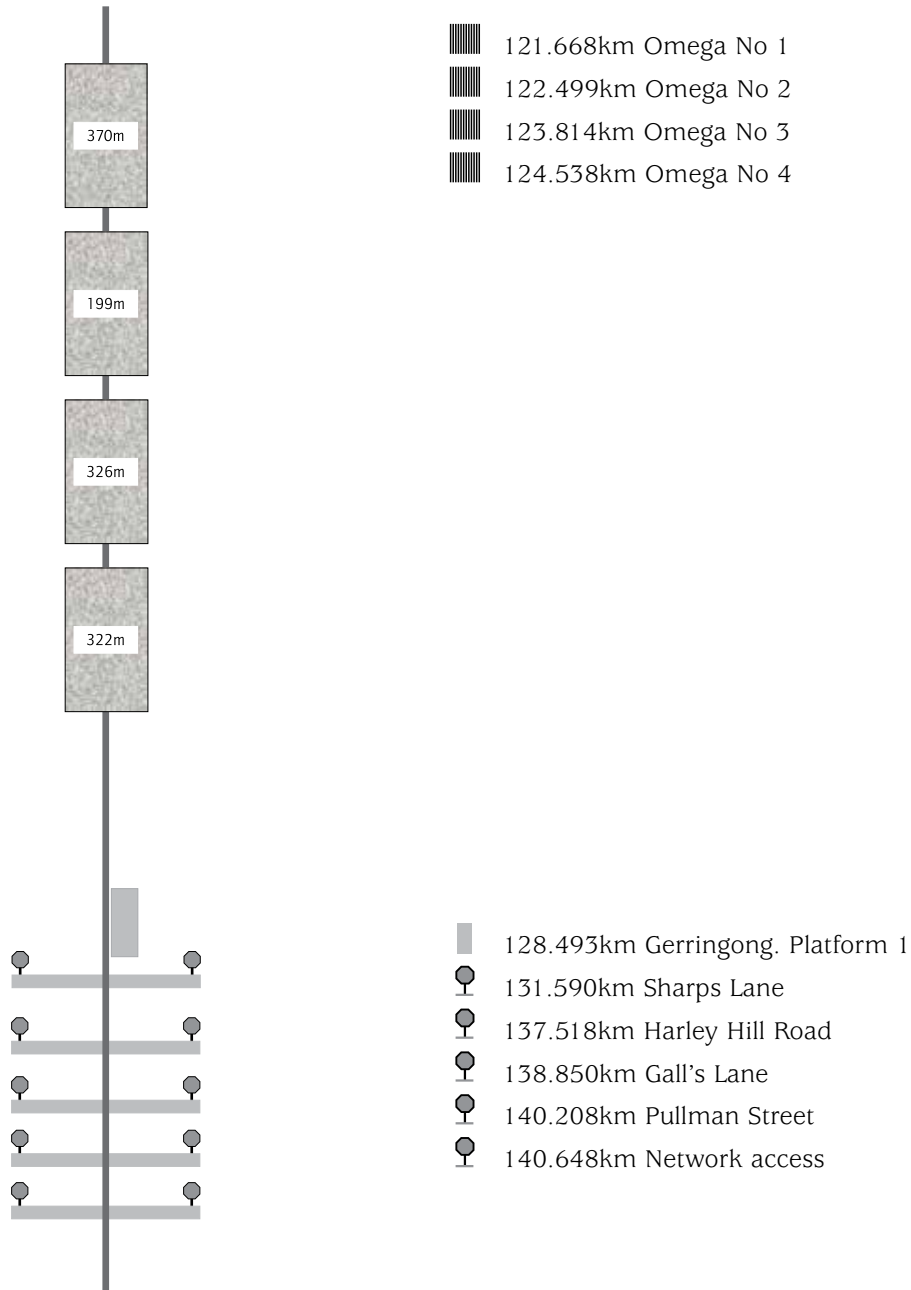 370m
199m
326m
322m
121.668km Omega No 1
122.499km Omega No 2
123.814km Omega No 3
124.538km Omega No 4
128.493km Gerringong. Platform 1
131.590km Sharps Lane
137.518km Harley Hill Road
138.850km Gall's Lane
140.208km Pullman Street
140.648km Network access